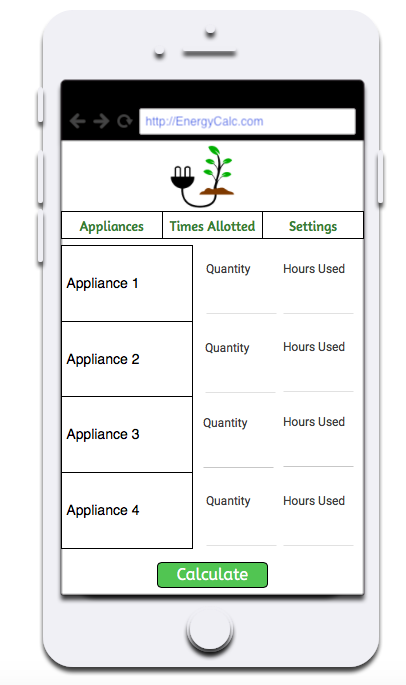 http://EnergyCalc.com
Appliances Times Allotted Settings
Appliance 1 Quantity Hours Used
Appliance 2 Quantity Hours Used
Appliance 3 Quantity Hours Used
Appliance 4 Quantity Hours Used
Calculate